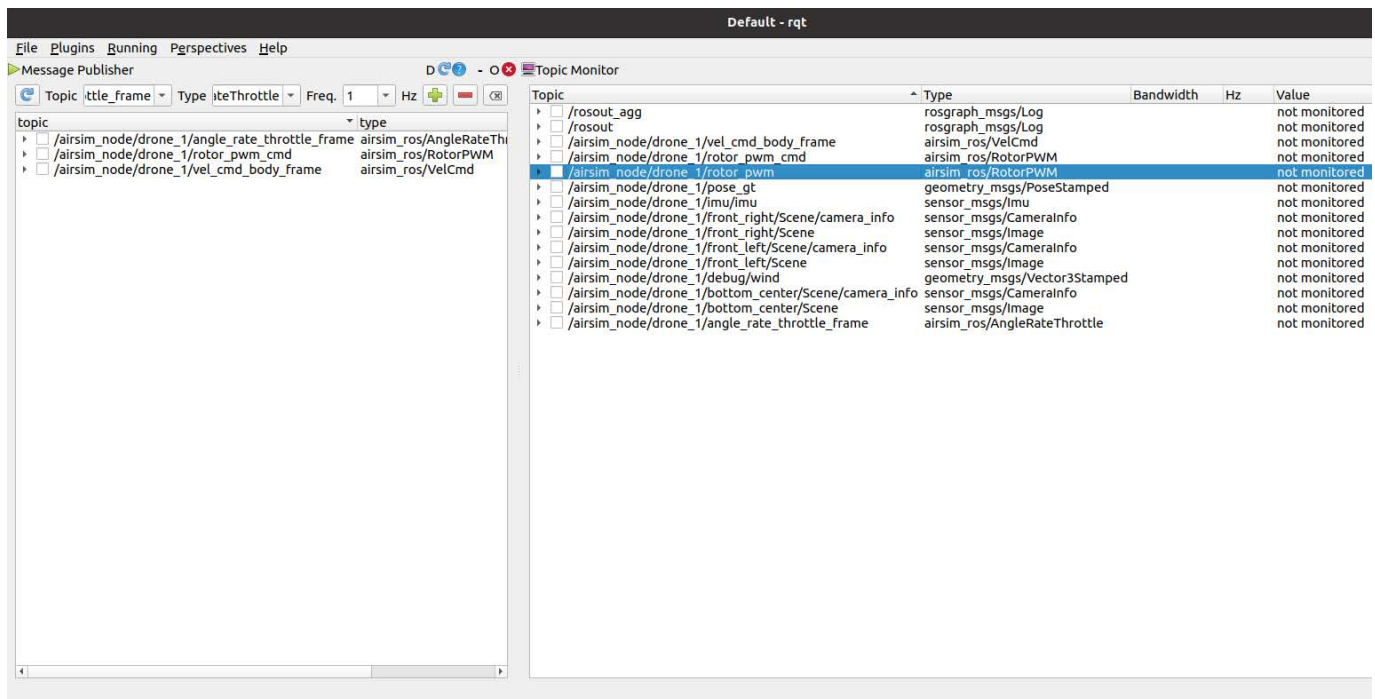 Default - rqt
File Plugins Running Perspectives Help
Message Publisher D - O
Topic ttle_frame Type iteThrottle Freq. 1 Hz
topic type
/airsim_node/drone_1/angle_rate_throttle_frame airsim_ros/AngleRateThr
/airsim_node/drone_1/rotor_pwm_cmd airsim_ros/RotorPWM
/airsim_node/drone_1/vel_cmd_body_frame airsim_ros/VelCmd
Topic Monitor
Topic Type Bandwidth Hz Value
/rosout_agg rosgraph_msgs/Log not monitored
/rosout rosgraph_msgs/Log not monitored
/airsim_node/drone_1/vel_cmd_body_frame airsim_ros/VelCmd not monitored
/airsim_node/drone_1/rotor_pwm_cmd airsim_ros/RotorPWM not monitored
/airsim_node/drone_1/rotor_pwm airsim_ros/RotorPWM not monitored
/airsim_node/drone_1/pose_gt geometry_msgs/PoseStamped not monitored
/airsim_node/drone_1/imu/imu sensor_msgs/Imu not monitored
/airsim_node/drone_1/front_right/Scene/camera_info sensor_msgs/CameraInfo not monitored
/airsim_node/drone_1/front_right/Scene sensor_msgs/Image not monitored
/airsim_node/drone_1/front_left/Scene/camera_info sensor_msgs/CameraInfo not monitored
/airsim_node/drone_1/front_left/Scene sensor_msgs/Image not monitored
/airsim_node/drone_1/debug/wind geometry_msgs/Vector3Stamped not monitored
/airsim_node/drone_1/bottom_center/Scene/camera_info sensor_msgs/CameraInfo not monitored
/airsim_node/drone_1/bottom_center/Scene sensor_msgs/Image not monitored
/airsim_node/drone_1/angle_rate_throttle_frame airsim_ros/AngleRateThrottle not monitored